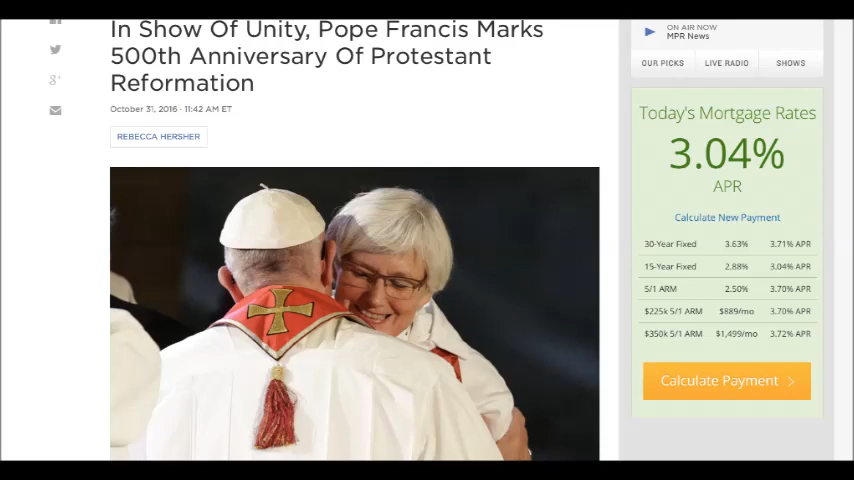 In Show Of Unity, Pope Francis Marks
500th Anniversary Of Protestant
Reformation
October 31, 2016 · 11:42 AM ET
REBECCA HERSHER
ON AIR NOW
MPR News
OUR PICKS LIVE RADIO SHOWS
Today's Mortgage Rates
3.04%
APR
Calculate New Payment
30-Year Fixed 3.63% 3.71% APR
15-Year Fixed 2.88% 3.04% APR
5/1 ARM 2.50% 3.70% APR
$225k 5/1 ARM $889/mo 3.70% APR
$350k 5/1 ARM $1,499/mo 3.72% APR
Calculate Payment